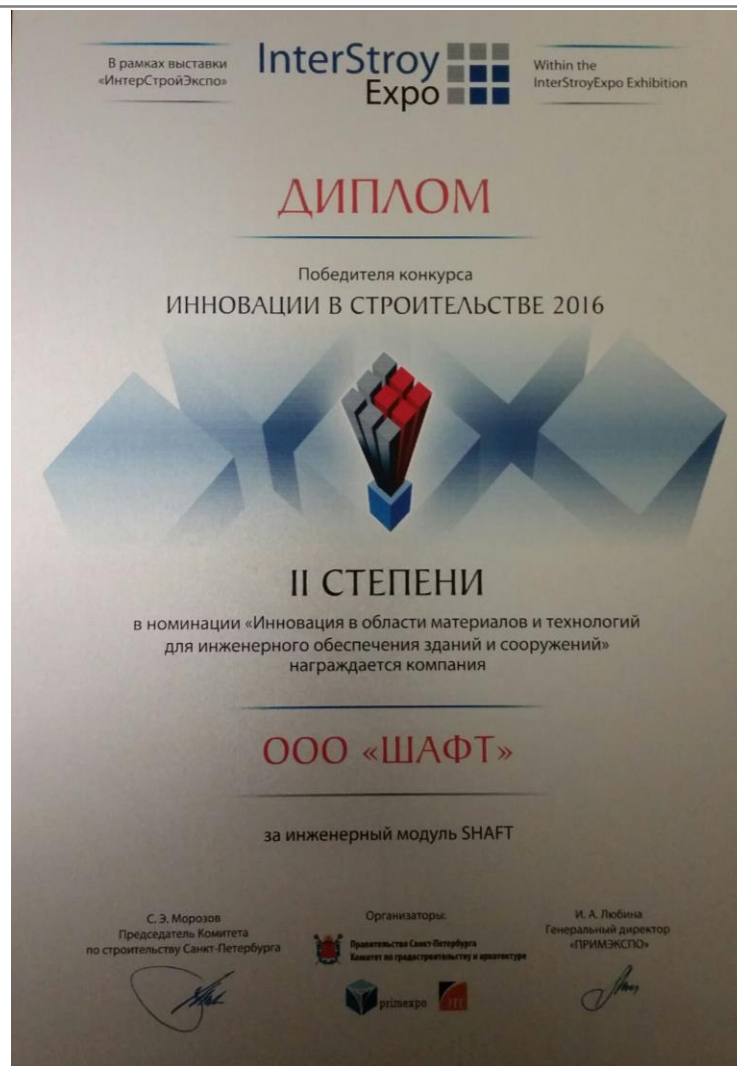 В рамках выставки
«ИнтерСтройЭкспо»
InterStroy
Expo
Within the
InterStroyExpo Exhibition
ДИПЛОМ
Победителя конкурса
ИННОВАЦИИ В СТРОИТЕЛЬСТВЕ 2016
II СТЕПЕНИ
в номинации «Инновация в области материалов и технологий
для инженерного обеспечения зданий и сооружений»
награждается компания
ООО «ШАФТ»
за инженерный модуль SHAFT
С. Э. Морозов
Председатель Комитета
по строительству Санкт-Петербурга
Организаторы:
Правительство Санкт-Петербурга
Комитет по градостроительству и архитектуре
primexpo
И. А. Любина
Генеральный директор
«ПРИМЭКСПО»